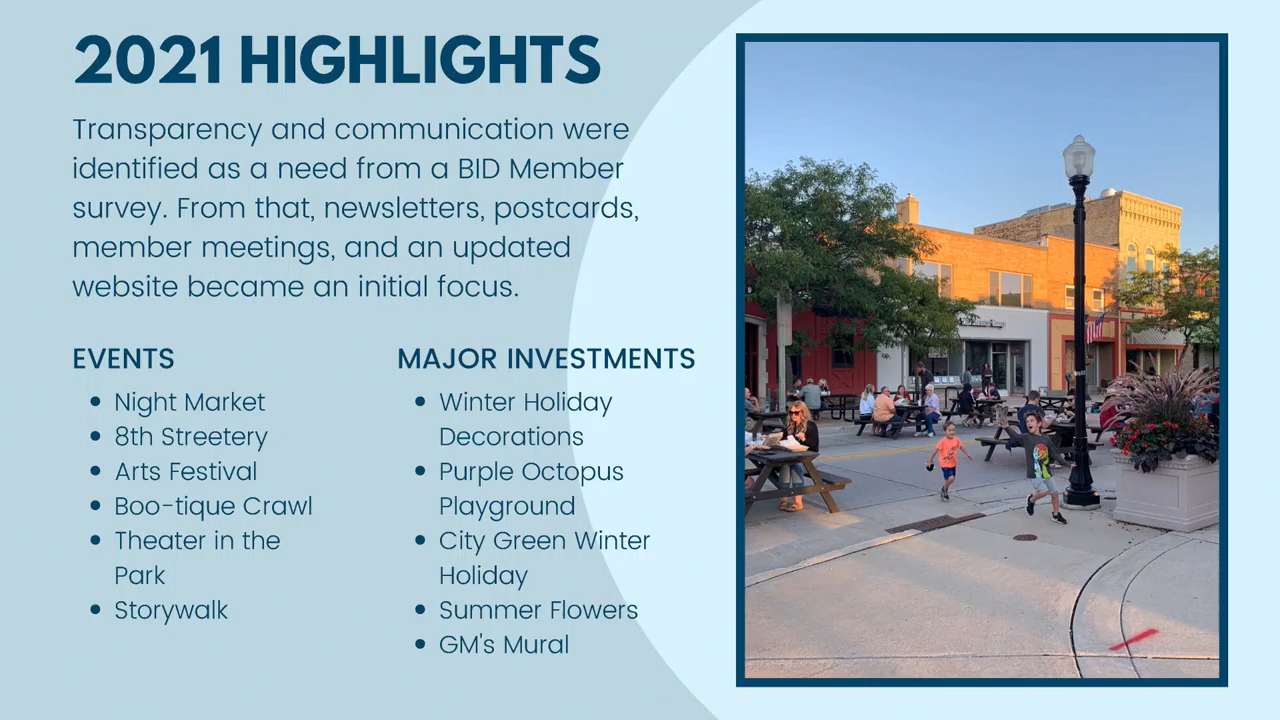 2021 HIGHLIGHTS
Transparency and communication were
identified as a need from a BID Member
survey. From that, newsletters, postcards,
member meetings, and an updated
website became an initial focus.
EVENTS
Night Market
8th Streetery
Arts Festival
Boo-tique Crawl
Theater in the
Park
Storywalk
MAJOR INVESTMENTS
Winter Holiday
Decorations
Purple Octopus
Playground
City Green Winter
Holiday
Summer Flowers
GM's Mural